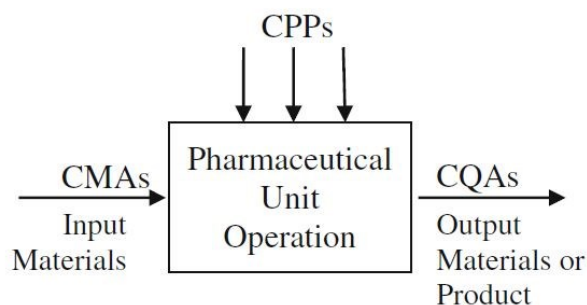 CPPs
CMAs
Input
Materials
Pharmaceutical
Unit
Operation
CQAs
Output
Materials or
Product